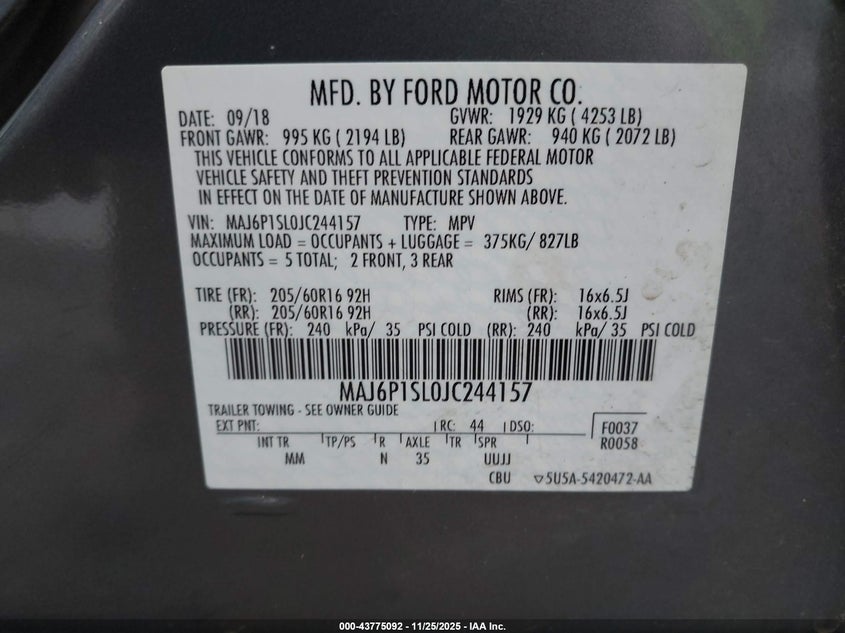 MFD. BY FORD MOTOR CO.
DATE: 09/18 GVWR: 1929 KG ( 4253 LB)
FRONT GAWR: 995 KG ( 2194 LB) REAR GAWR: 940 KG ( 2072 LB)
THIS VEHICLE CONFORMS TO ALL APPLICABLE FEDERAL MOTOR
VEHICLE SAFETY AND THEFT PREVENTION STANDARDS
IN EFFECT ON THE DATE OF MANUFACTURE SHOWN ABOVE.
VIN: MAJ6P1SL0JC244157 TYPE: MPV
MAXIMUM LOAD = OCCUPANTS + LUGGAGE = 375KG/ 827LB
OCCUPANTS = 5 TOTAL; 2 FRONT, 3 REAR
TIRE (FR): 205/60R16 92H RIMS (FR): 16x6.5J
(RR): 205/60R16 92H (RR): 16x6.5J
PRESSURE (FR): 240 kPa/ 35 PSI COLD (RR): 240 kPa/ 35 PSI COLD
MAJ6P1SL0JC244157
TRAILER TOWING - SEE OWNER GUIDE
EXT PNT: RC: 44 DSO: F0037
INT TR TP/PS R AXLE TR SPR R0058
MM N 35 UUJJ
CBU 5U5A-5420472-AA
000-43775092 - 11/25/2025 - IAA Inc.